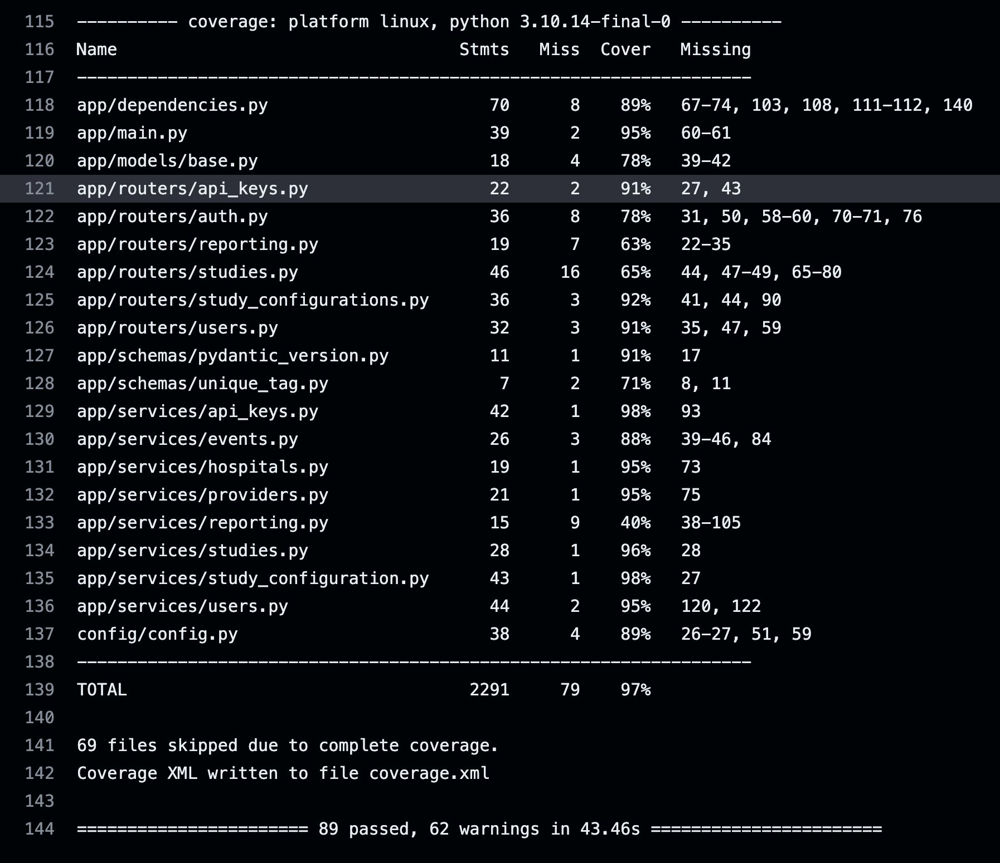 115 ---------- coverage: platform linux, python 3.10.14-final-0 ----------
116 Name                                  Stmts   Miss  Cover   Missing
117 -------------------------------------------------------------------
118 app/dependencies.py                      70      8    89%   67-74, 103, 108, 111-112, 140
119 app/main.py                              39      2    95%   60-61
120 app/models/base.py                       18      4    78%   39-42
121 app/routers/api_keys.py                  22      2    91%   27, 43
122 app/routers/auth.py                      36      8    78%   31, 50, 58-60, 70-71, 76
123 app/routers/reporting.py                 19      7    63%   22-35
124 app/routers/studies.py                   46     16    65%   44, 47-49, 65-80
125 app/routers/study_configurations.py      36      3    92%   41, 44, 90
126 app/routers/users.py                     32      3    91%   35, 47, 59
127 app/schemas/pydantic_version.py          11      1    91%   17
128 app/schemas/unique_tag.py                 7      2    71%   8, 11
129 app/services/api_keys.py                 42      1    98%   93
130 app/services/events.py                   26      3    88%   39-46, 84
131 app/services/hospitals.py                19      1    95%   73
132 app/services/providers.py                21      1    95%   75
133 app/services/reporting.py                15      9    40%   38-105
134 app/services/studies.py                  28      1    96%   28
135 app/services/study_configuration.py      43      1    98%   27
136 app/services/users.py                    44      2    95%   120, 122
137 config/config.py                         38      4    89%   26-27, 51, 59
138 -------------------------------------------------------------------
139 TOTAL                                  2291     79    97%
140
141 69 files skipped due to complete coverage.
142 Coverage XML written to file coverage.xml
143
144 ======================= 89 passed, 62 warnings in 43.46s =======================